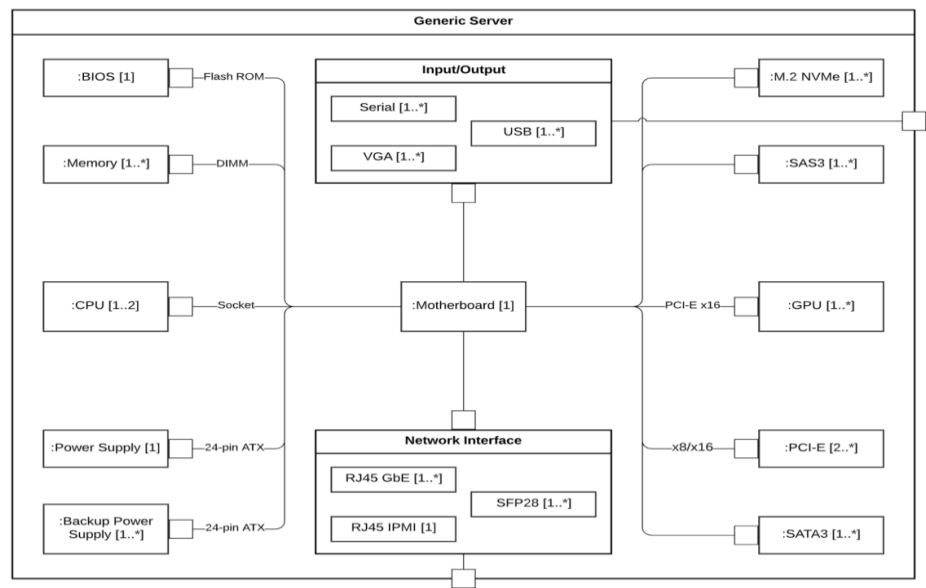 Generic Server
:BIOS [1]
Flash ROM
:Memory [1..*]
DIMM
:CPU [1..2]
Socket
:Power Supply [1]
24-pin ATX
:Backup Power
Supply [1..*]
24-pin ATX
Input/Output
Serial [1..*]
USB [1..*]
VGA [1..*]
:Motherboard [1]
Network Interface
RJ45 GbE [1..*]
SFP28 [1..*]
RJ45 IPMI [1]
:M.2 NVMe [1..*]
:SAS3 [1..*]
PCI-E x16
:GPU [1..*]
x8/x16
:PCI-E [2..*]
:SATA3 [1..*]